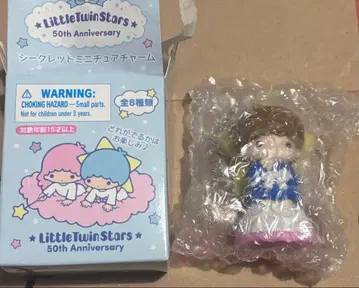 LittleTwinStars
50th Anniversary
シークレットミニチュアチャーム
WARNING:
CHOKING HAZARD—Small parts.
Not for children under 3 years.
全8種類
対象年齢15才以上
どれがでるかは
お楽しみ♪
★LittleTwinStars★
50th Anniversary